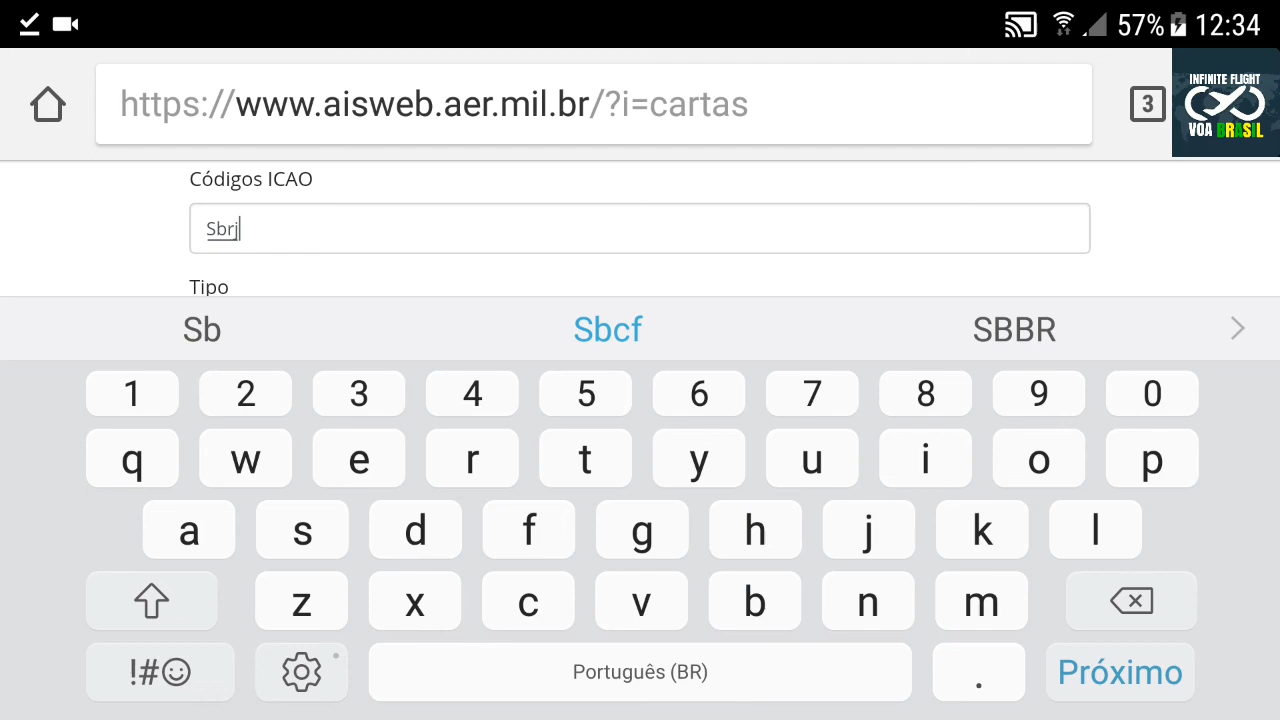 57% 12:34
https://www.aisweb.aer.mil.br/?i=cartas
3
INFINITE FLIGHT
VOA BRASIL
Códigos ICAO
Sbrj
Tipo
Sb Sbcf SBBR
1 2 3 4 5 6 7 8 9 0
q w e r t y u i o p
a s d f g h j k l
z x c v b n m
!#☺ Português (BR) . Próximo